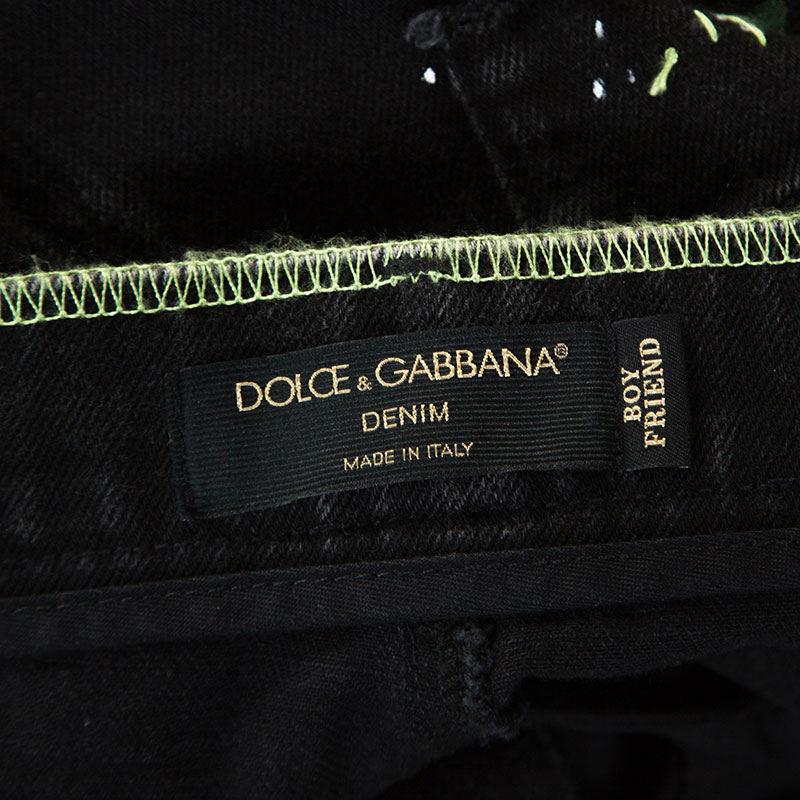 DOLCE & GABBANA®
DENIM
MADE IN ITALY
BOY
FRIEND